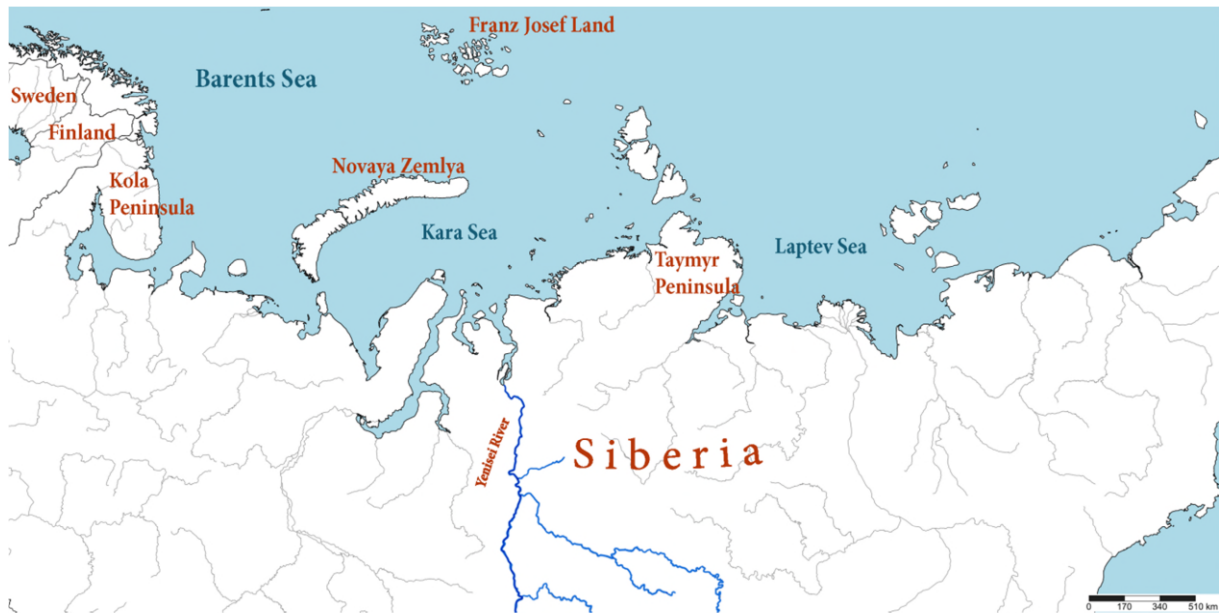 Franz Josef Land
Barents Sea
Sweden
Finland
Novaya Zemlya
Kola
Peninsula
Kara Sea
Laptev Sea
Taymyr
Peninsula
Yenisei River
Siberia
0 170 340 510 km